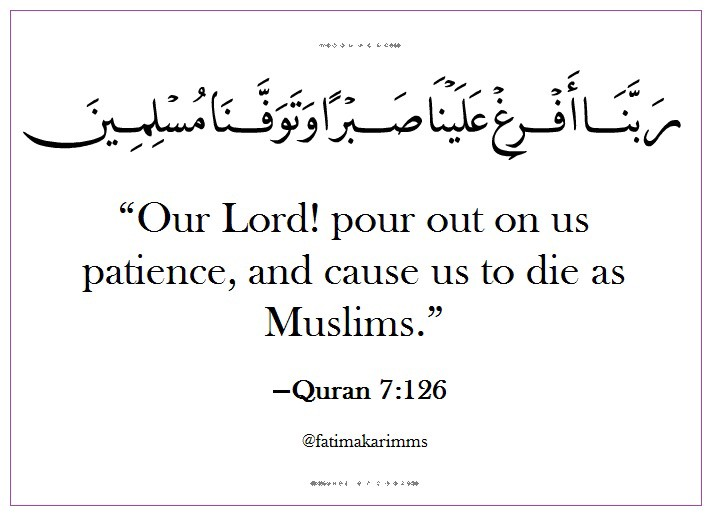 رَبَّنَا أَفْرِغْ عَلَيْنَا صَبْرًا وَتَوَفَّنَا مُسْلِمِينَ
“Our Lord! pour out on us
patience, and cause us to die as
Muslims.”
–Quran 7:126
@fatimakarimms